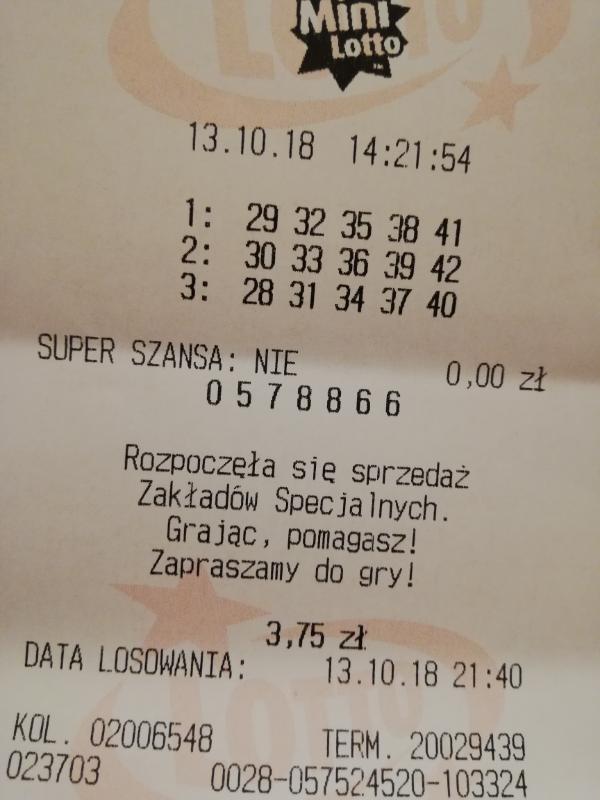 Mini
Lotto
13.10.18 14:21:54
1: 29 32 35 38 41
2: 30 33 36 39 42
3: 28 31 34 37 40
SUPER SZANSA: NIE 0,00 zł
0 5 7 8 8 6 6
Rozpoczęła się sprzedaż
Zakładów Specjalnych.
Grając, pomagasz!
Zapraszamy do gry!
3,75 zł
DATA LOSOWANIA: 13.10.18 21:40
LOTTO
KOL. 02006548 TERM. 20029439
023703 0028-057524520-103324